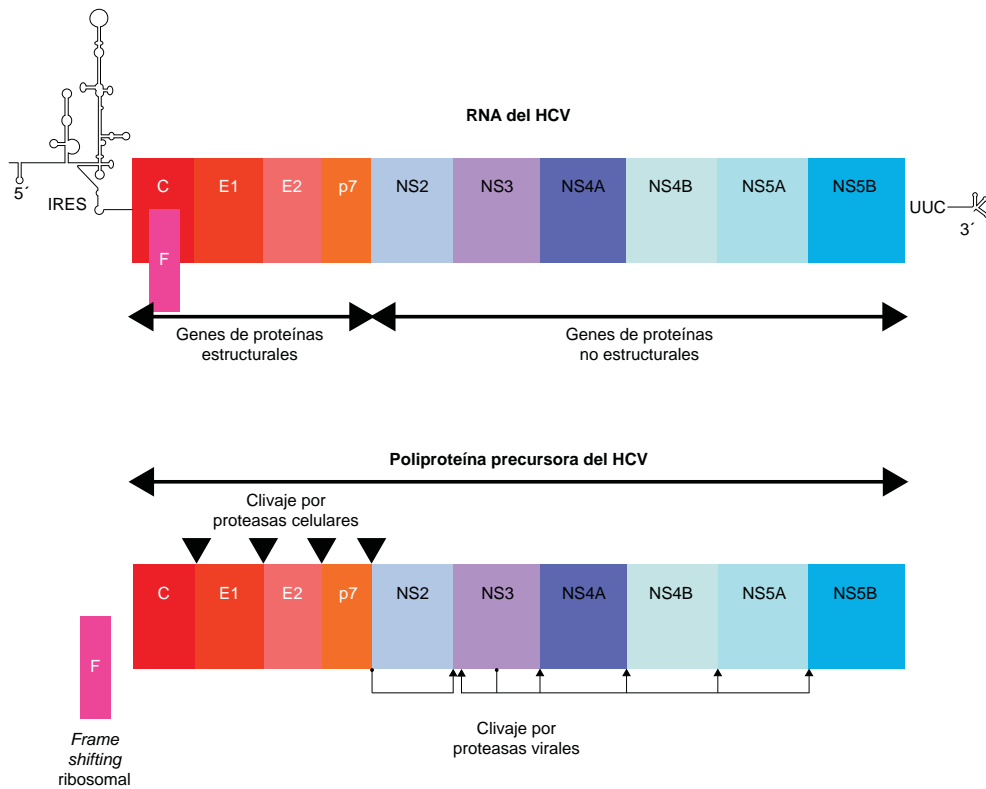 RNA del HCV
5´
IRES
C
E1
E2
p7
NS2
NS3
NS4A
NS4B
NS5A
NS5B
F
UUC
3´
Genes de proteínas
estructurales
Genes de proteínas
no estructurales
Poliproteína precursora del HCV
Clivaje por
proteasas celulares
C
E1
E2
p7
NS2
NS3
NS4A
NS4B
NS5A
NS5B
F
Frame
shifting
ribosomal
Clivaje por
proteasas virales